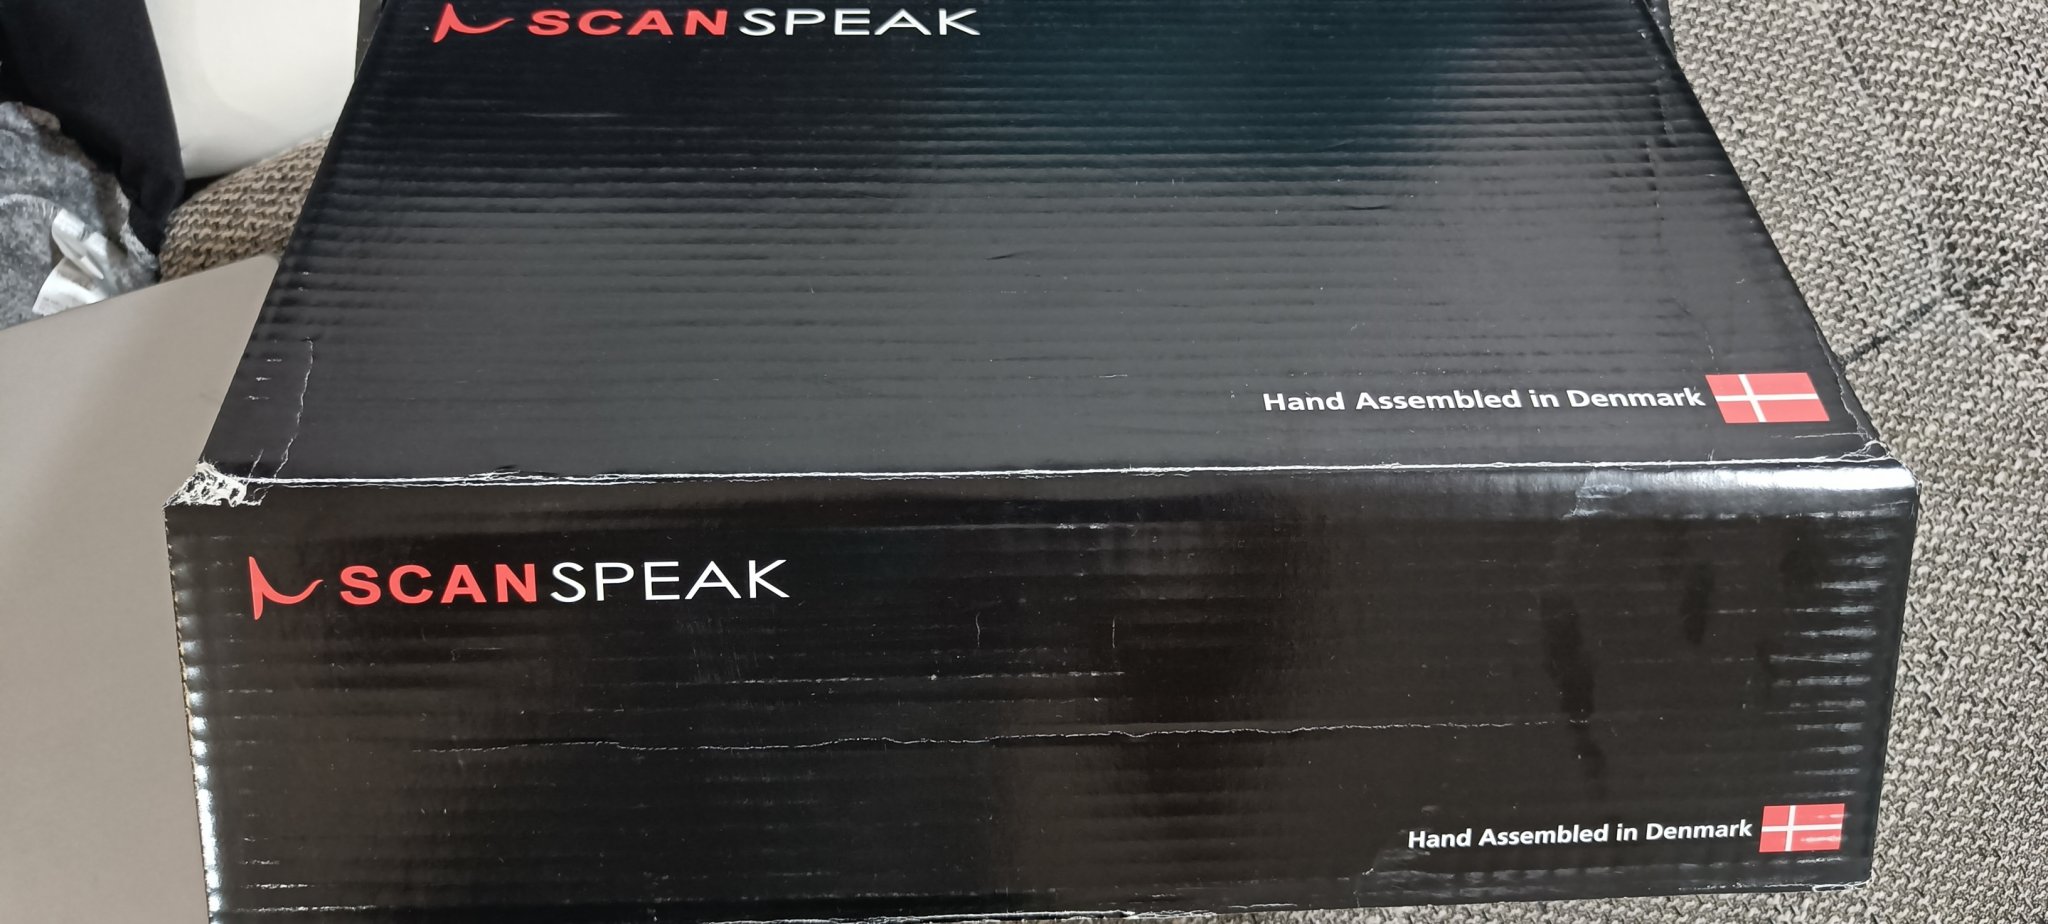 SCANSPEAK
Hand Assembled in Denmark
SCANSPEAK
Hand Assembled in Denmark